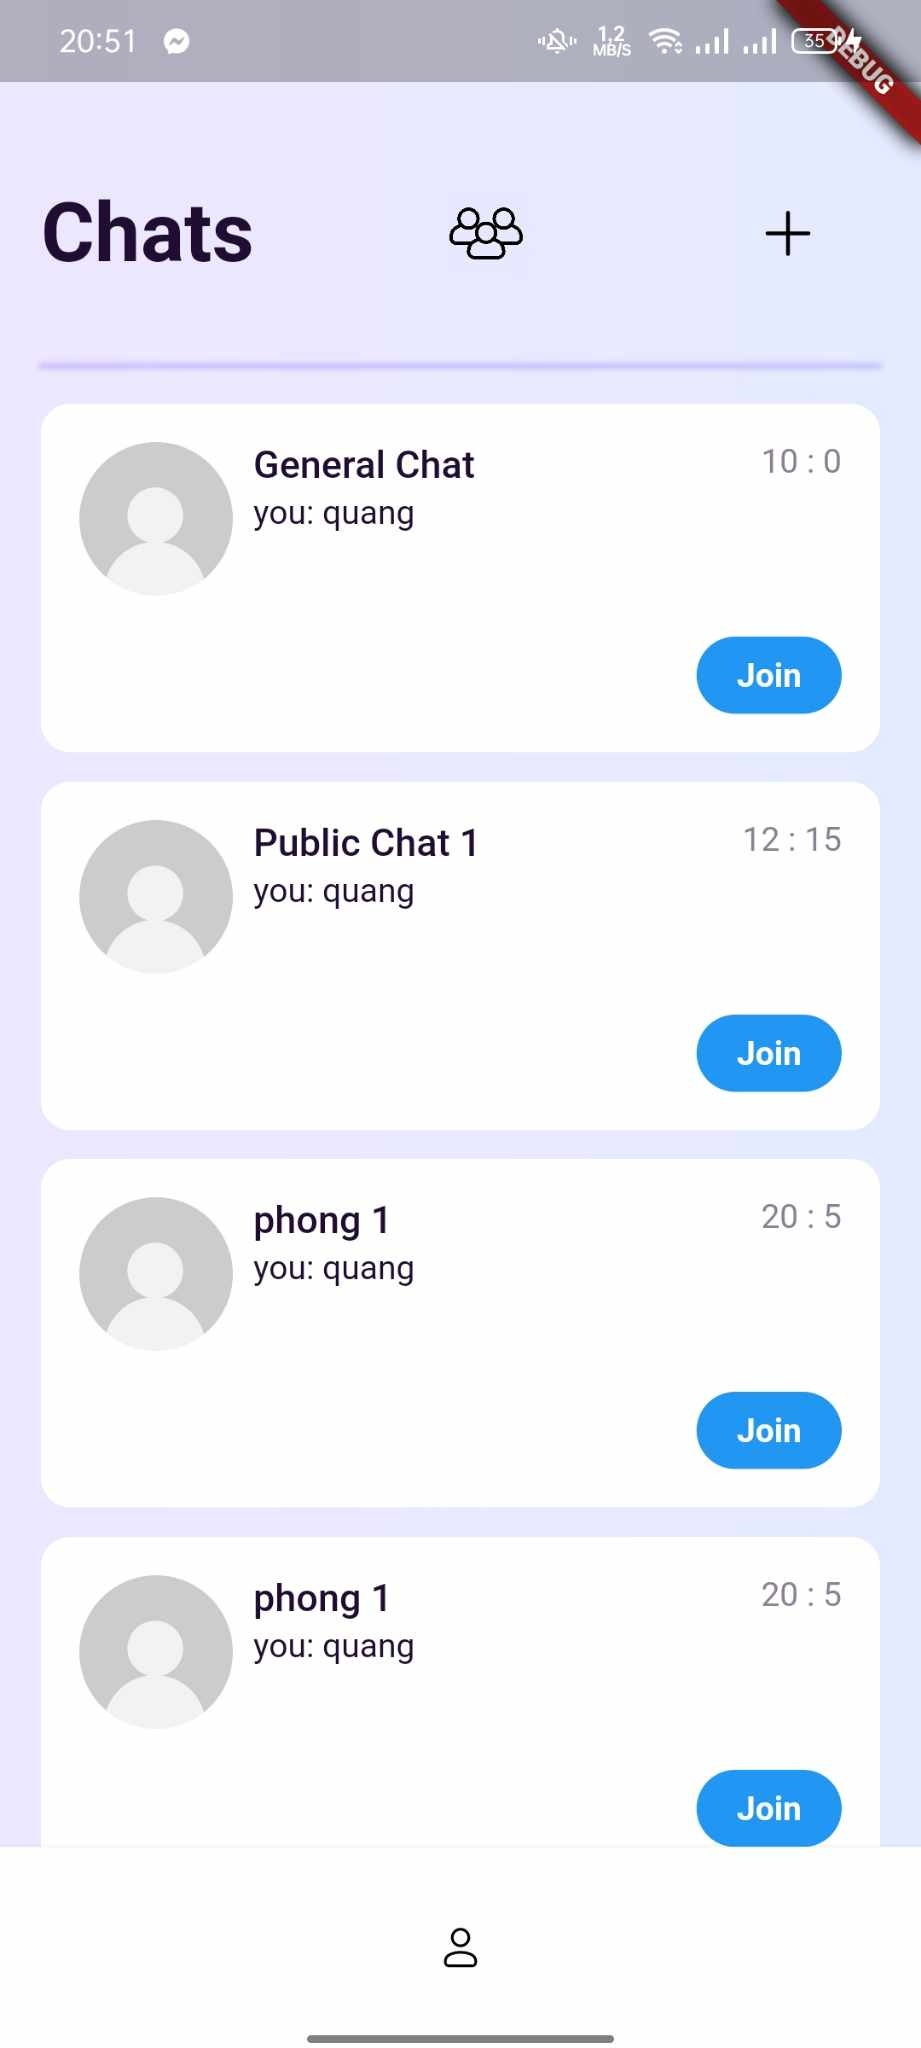 20:51
1,2
MB/S
35
DEBUG
Chats
General Chat
10 : 0
you: quang
Join
Public Chat 1
12 : 15
you: quang
Join
phong 1
20 : 5
you: quang
Join
phong 1
20 : 5
you: quang
Join